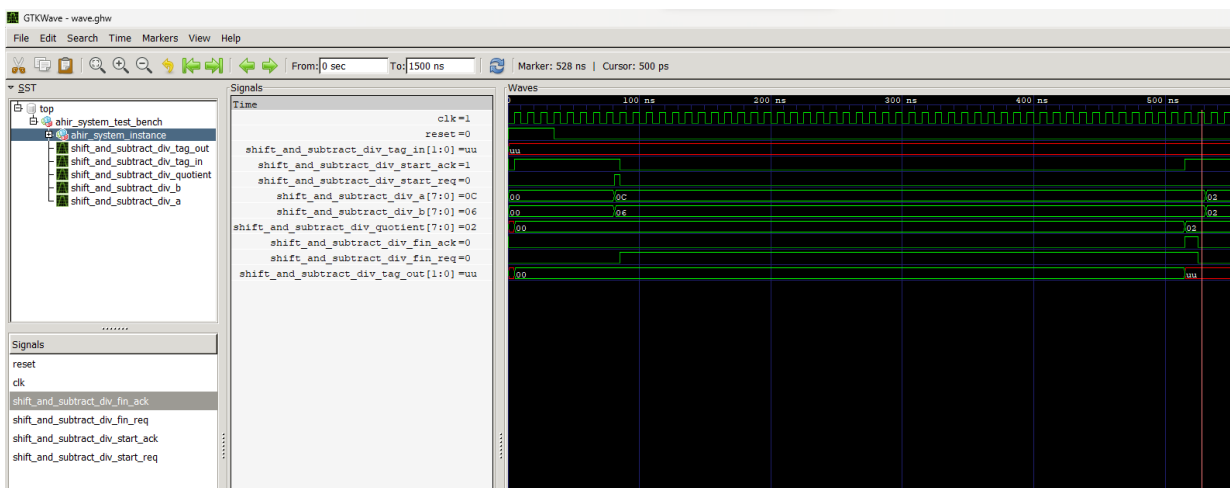 GTKWave - wave.ghw
File Edit Search Time Markers View Help
From: 0 sec To: 1500 ns Marker: 528 ns | Cursor: 500 ps
SST
top
ahir_system_test_bench
ahir_system_instance
shift_and_subtract_div_tag_out
shift_and_subtract_div_tag_in
shift_and_subtract_div_quotient
shift_and_subtract_div_b
shift_and_subtract_div_a
Signals
reset
clk
shift_and_subtract_div_fin_ack
shift_and_subtract_div_fin_req
shift_and_subtract_div_start_ack
shift_and_subtract_div_start_req
Signals
Time
clk=1
reset=0
shift_and_subtract_div_tag_in[1:0]=uu
shift_and_subtract_div_start_ack=1
shift_and_subtract_div_start_req=0
shift_and_subtract_div_a[7:0]=0C
shift_and_subtract_div_b[7:0]=06
shift_and_subtract_div_quotient[7:0]=02
shift_and_subtract_div_fin_ack=0
shift_and_subtract_div_fin_req=0
shift_and_subtract_div_tag_out[1:0]=uu
Waves
100 ns 200 ns 300 ns 400 ns 500 ns
uu
00 0C 02
00 06 02
00 02
00 uu